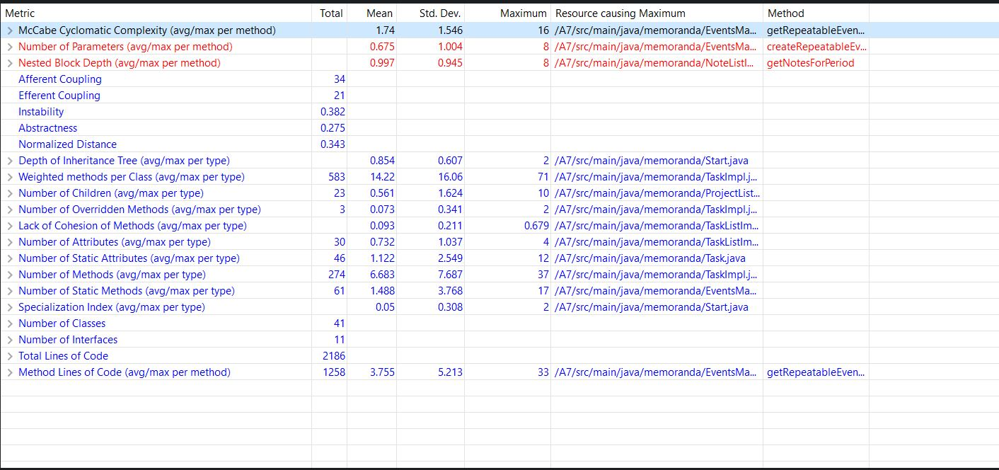 Metric Total Mean Std. Dev. Maximum Resource causing Maximum Method
McCabe Cyclomatic Complexity (avg/max per method) 1.74 1.546 16 /A7/src/main/java/memoranda/EventsMa... getRepeatableEven...
Number of Parameters (avg/max per method) 0.675 1.004 8 /A7/src/main/java/memoranda/EventsMa... createRepeatableEv...
Nested Block Depth (avg/max per method) 0.997 0.945 8 /A7/src/main/java/memoranda/NoteListI... getNotesForPeriod
Afferent Coupling 34
Efferent Coupling 21
Instability 0.382
Abstractness 0.275
Normalized Distance 0.343
Depth of Inheritance Tree (avg/max per type) 0.854 0.607 2 /A7/src/main/java/memoranda/Start.java
Weighted methods per Class (avg/max per type) 583 14.22 16.06 71 /A7/src/main/java/memoranda/TaskImpl.j...
Number of Children (avg/max per type) 23 0.561 1.624 10 /A7/src/main/java/memoranda/ProjectList...
Number of Overridden Methods (avg/max per type) 3 0.073 0.341 2 /A7/src/main/java/memoranda/TaskImpl.j...
Lack of Cohesion of Methods (avg/max per type) 0.093 0.211 0.679 /A7/src/main/java/memoranda/TaskListIm...
Number of Attributes (avg/max per type) 30 0.732 1.037 4 /A7/src/main/java/memoranda/TaskListIm...
Number of Static Attributes (avg/max per type) 46 1.122 2.549 12 /A7/src/main/java/memoranda/Task.java
Number of Methods (avg/max per type) 274 6.683 7.687 37 /A7/src/main/java/memoranda/TaskImpl.j...
Number of Static Methods (avg/max per type) 61 1.488 3.768 17 /A7/src/main/java/memoranda/EventsMa...
Specialization Index (avg/max per type) 0.05 0.308 2 /A7/src/main/java/memoranda/Start.java
Number of Classes 41
Number of Interfaces 11
Total Lines of Code 2186
Method Lines of Code (avg/max per method) 1258 3.755 5.213 33 /A7/src/main/java/memoranda/EventsMa... getRepeatableEven...